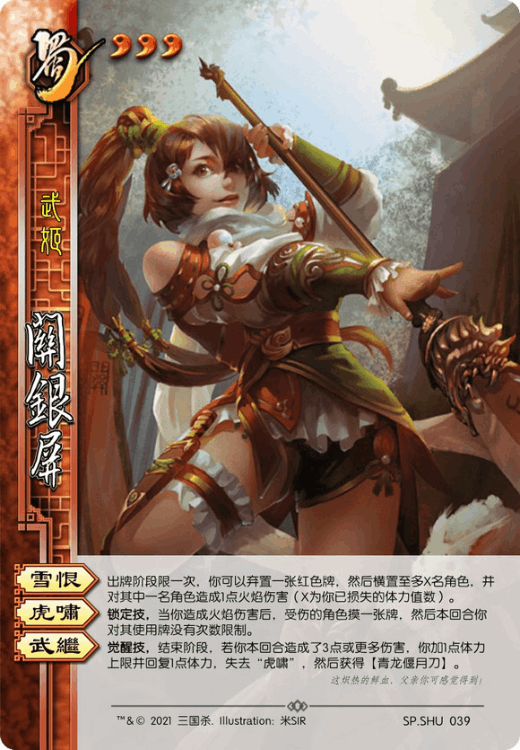 蜀
武姬
關銀屏
雪恨
出牌阶段限一次，你可以弃置一张红色牌，然后横置至多X名角色，并
对其中一名角色造成1点火焰伤害（X为你已损失的体力值数）。
虎嘯
锁定技，当你造成火焰伤害后，受伤的角色摸一张牌，然后本回合你
对其使用牌没有次数限制。
武繼
觉醒技，结束阶段，若你本回合造成了3点或更多伤害，你加1点体力
上限并回复1点体力，失去“虎啸”，然后获得【青龙偃月刀】。
这炽热的鲜血，父亲你可感觉得到！
™&© 2021 三国杀. Illustration: 米SIR
SP.SHU 039